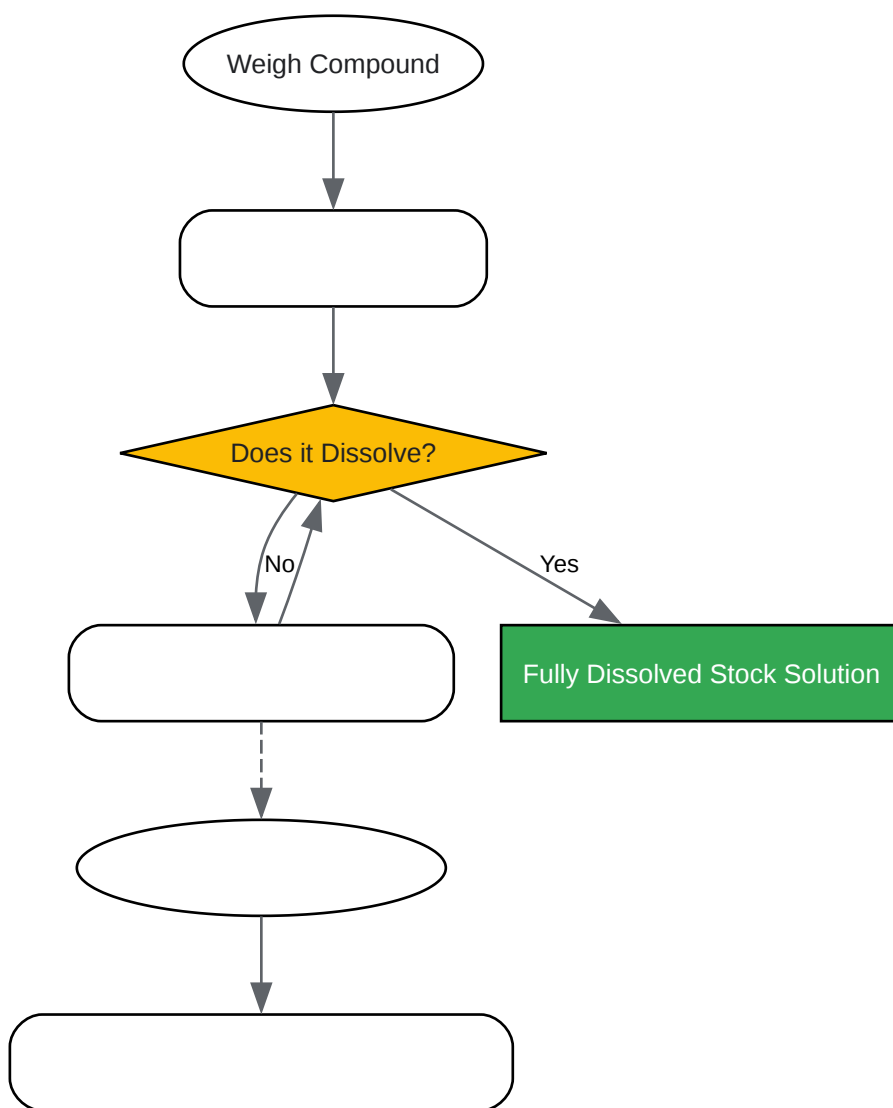 Weigh Compound
Does it Dissolve?
No
Yes
Fully Dissolved Stock Solution